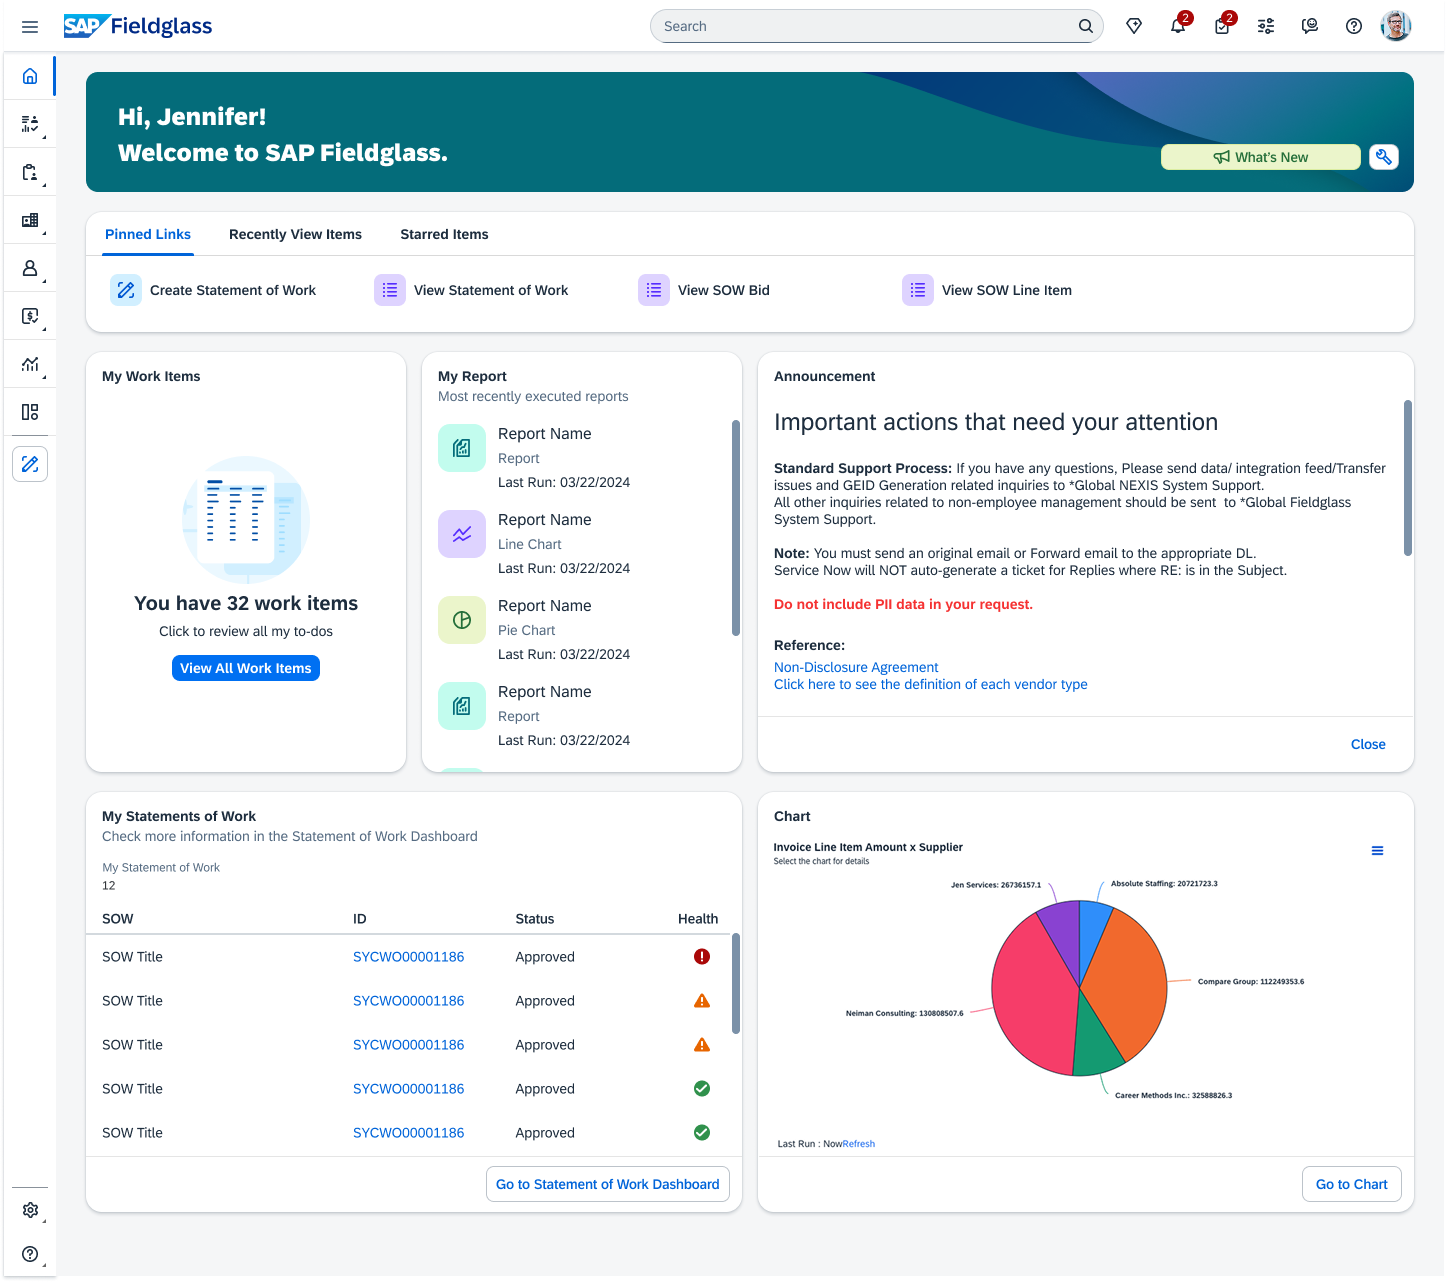 SAP Fieldglass
Search
2
2
Hi, Jennifer!
Welcome to SAP Fieldglass.
What's New
Pinned Links
Recently View Items
Starred Items
Create Statement of Work
View Statement of Work
View SOW Bid
View SOW Line Item
My Work Items
You have 32 work items
Click to review all my to-dos
View All Work Items
My Report
Most recently executed reports
Report Name
Report
Last Run: 03/22/2024
Report Name
Line Chart
Last Run: 03/22/2024
Report Name
Pie Chart
Last Run: 03/22/2024
Report Name
Report
Last Run: 03/22/2024
Announcement
Important actions that need your attention
Standard Support Process: If you have any questions, Please send data/ integration feed/Transfer
issues and GEID Generation related inquiries to *Global NEXIS System Support.
All other inquiries related to non-employee management should be sent  to *Global Fieldglass
System Support.
Note: You must send an original email or Forward email to the appropriate DL.
Service Now will NOT auto-generate a ticket for Replies where RE: is in the Subject.
Do not include PII data in your request.
Reference:
Non-Disclosure Agreement
Click here to see the definition of each vendor type
Close
My Statements of Work
Check more information in the Statement of Work Dashboard
My Statement of Work
12
SOW ID Status Health
SOW Title SYCWO00001186 Approved
SOW Title SYCWO00001186 Approved
SOW Title SYCWO00001186 Approved
SOW Title SYCWO00001186 Approved
SOW Title SYCWO00001186 Approved
Go to Statement of Work Dashboard
Chart
Invoice Line Item Amount x Supplier
Select the chart for details
Jen Services: 26736157.1
Absolute Staffing: 20721723.3
Compare Group: 112249353.6
Neiman Consulting: 130808507.6
Career Methods Inc.: 32588826.3
Last Run : NowRefresh
Go to Chart